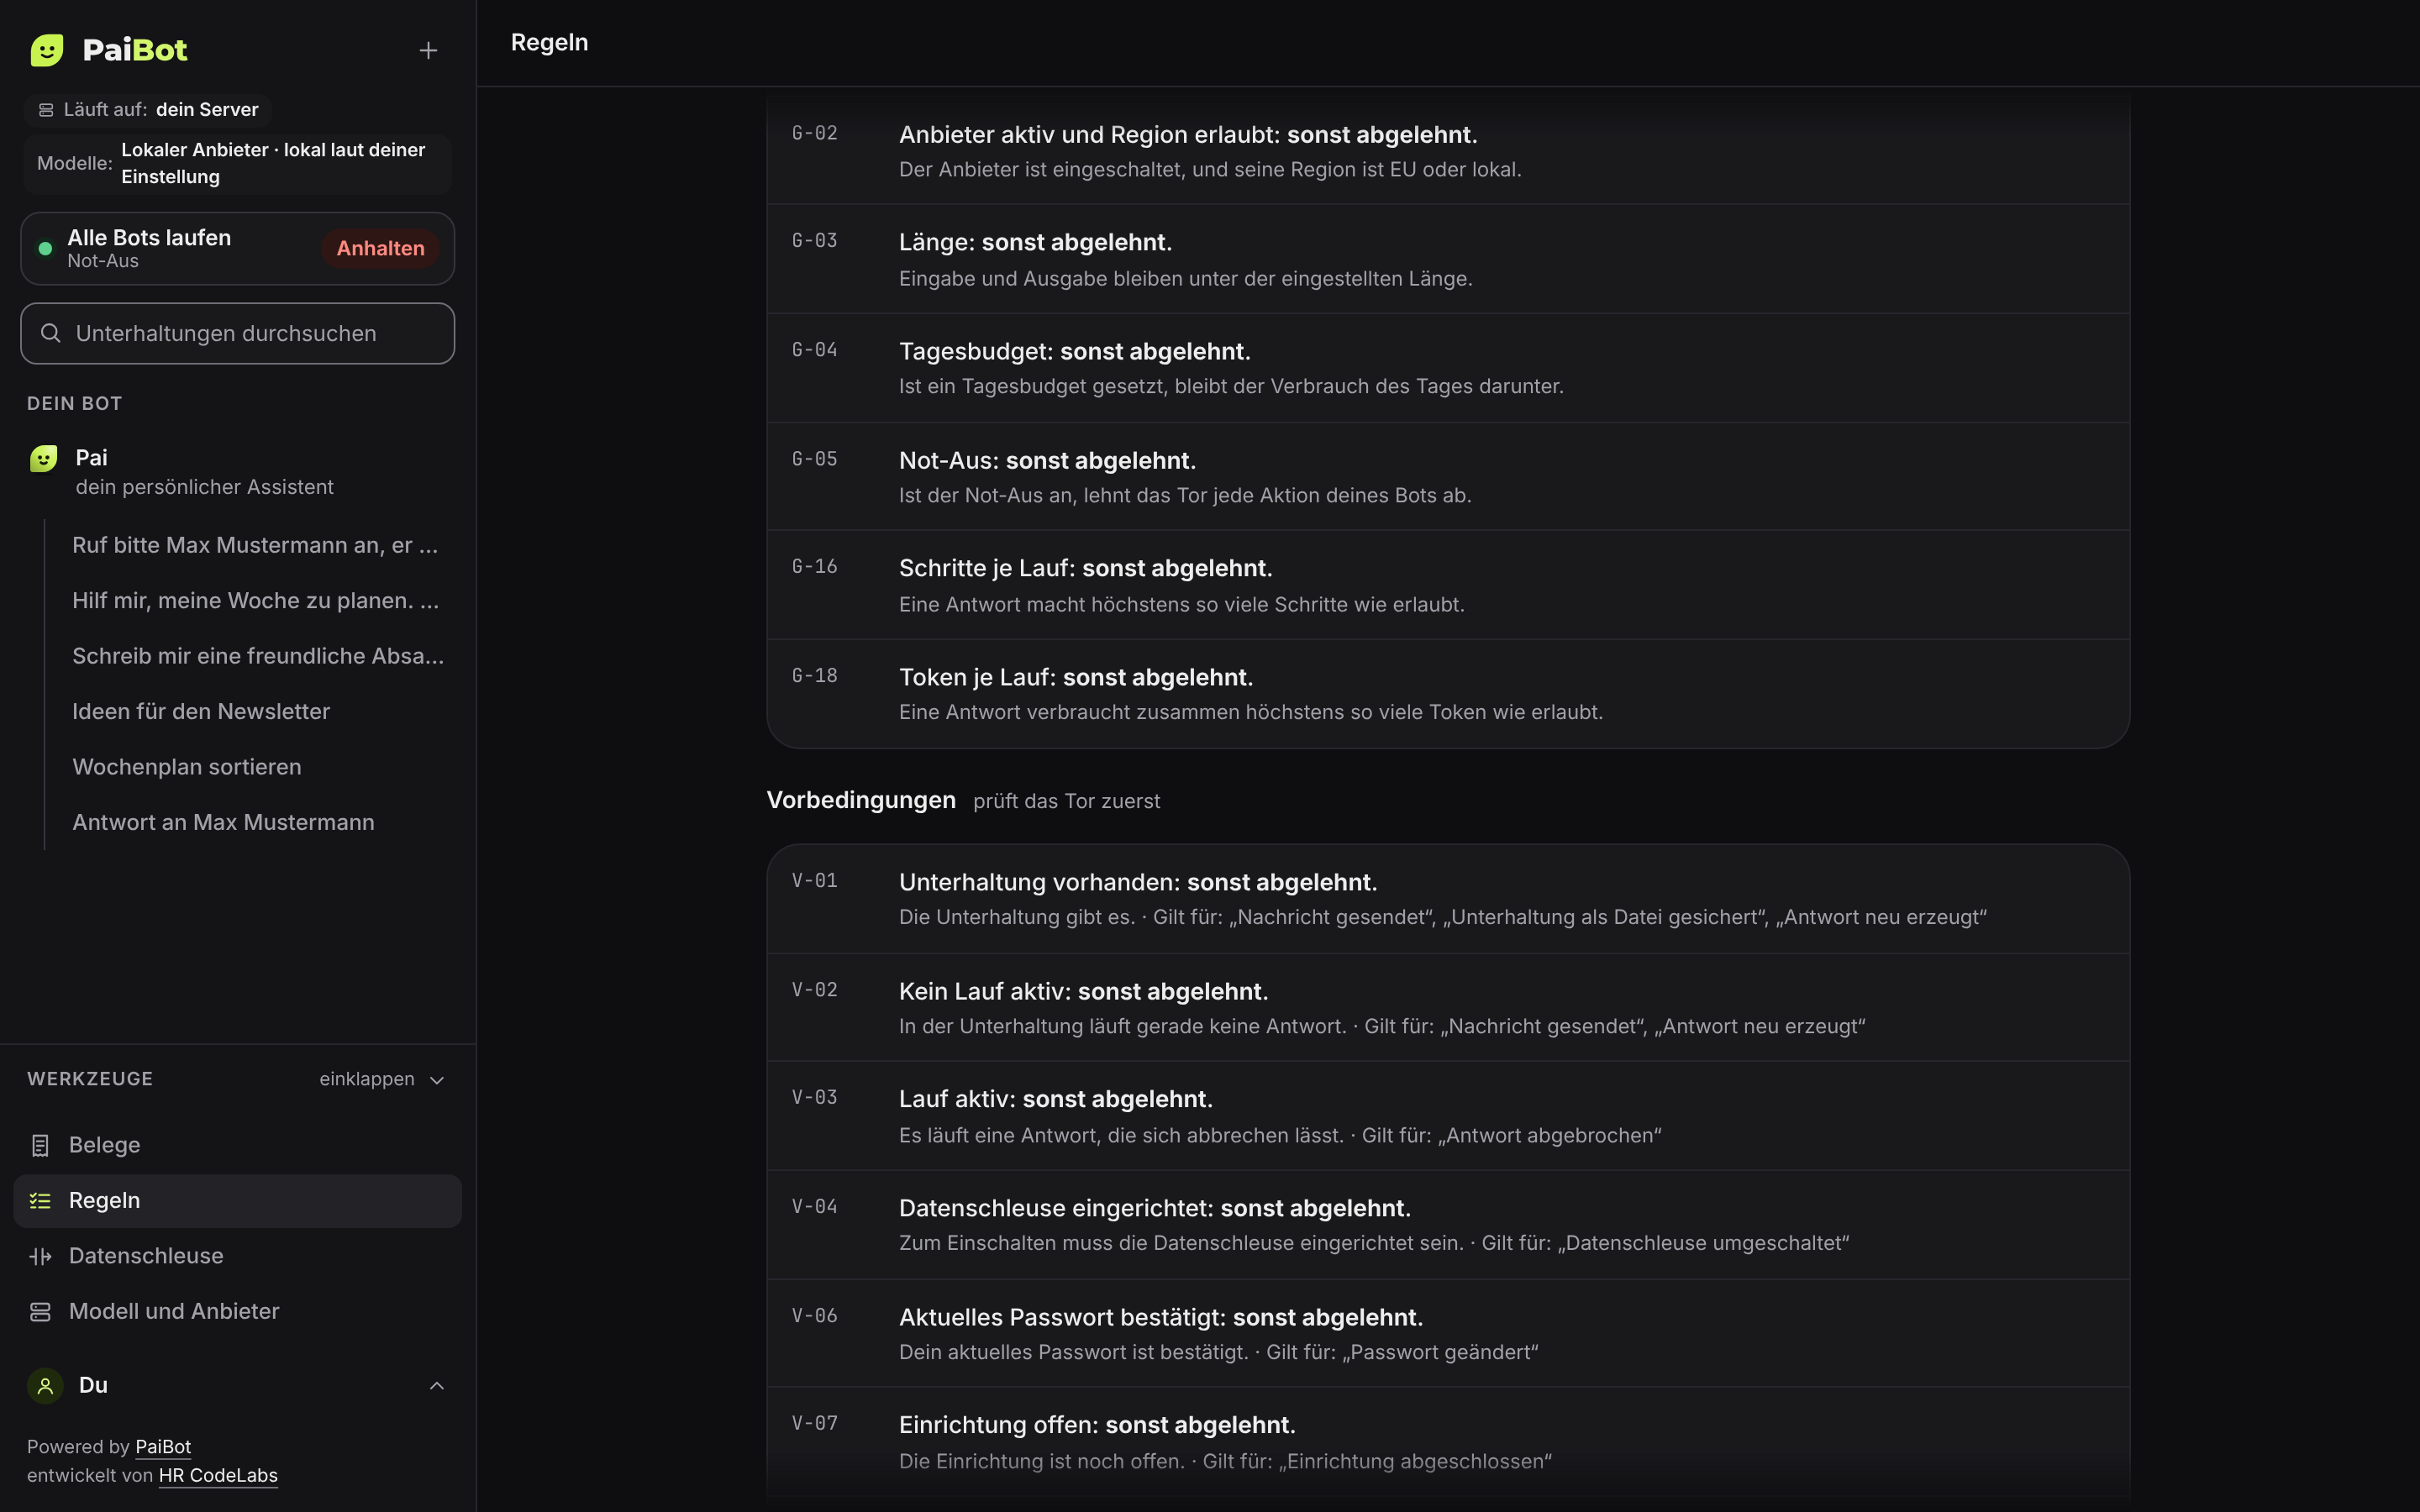 PaiBot
Läuft auf: dein Server
Modelle: Lokaler Anbieter · lokal laut deiner
Einstellung
Alle Bots laufen
Not-Aus
Anhalten
Unterhaltungen durchsuchen
DEIN BOT
Pai
dein persönlicher Assistent
Ruf bitte Max Mustermann an, er ...
Hilf mir, meine Woche zu planen. ...
Schreib mir eine freundliche Absa...
Ideen für den Newsletter
Wochenplan sortieren
Antwort an Max Mustermann
WERKZEUGE
einklappen
Belege
Regeln
Datenschleuse
Modell und Anbieter
Du
Powered by PaiBot
entwickelt von HR CodeLabs
Regeln
G-02 Anbieter aktiv und Region erlaubt: sonst abgelehnt.
Der Anbieter ist eingeschaltet, und seine Region ist EU oder lokal.
G-03 Länge: sonst abgelehnt.
Eingabe und Ausgabe bleiben unter der eingestellten Länge.
G-04 Tagesbudget: sonst abgelehnt.
Ist ein Tagesbudget gesetzt, bleibt der Verbrauch des Tages darunter.
G-05 Not-Aus: sonst abgelehnt.
Ist der Not-Aus an, lehnt das Tor jede Aktion deines Bots ab.
G-16 Schritte je Lauf: sonst abgelehnt.
Eine Antwort macht höchstens so viele Schritte wie erlaubt.
G-18 Token je Lauf: sonst abgelehnt.
Eine Antwort verbraucht zusammen höchstens so viele Token wie erlaubt.
Vorbedingungen prüft das Tor zuerst
V-01 Unterhaltung vorhanden: sonst abgelehnt.
Die Unterhaltung gibt es. · Gilt für: „Nachricht gesendet“, „Unterhaltung als Datei gesichert“, „Antwort neu erzeugt“
V-02 Kein Lauf aktiv: sonst abgelehnt.
In der Unterhaltung läuft gerade keine Antwort. · Gilt für: „Nachricht gesendet“, „Antwort neu erzeugt“
V-03 Lauf aktiv: sonst abgelehnt.
Es läuft eine Antwort, die sich abbrechen lässt. · Gilt für: „Antwort abgebrochen“
V-04 Datenschleuse eingerichtet: sonst abgelehnt.
Zum Einschalten muss die Datenschleuse eingerichtet sein. · Gilt für: „Datenschleuse umgeschaltet“
V-06 Aktuelles Passwort bestätigt: sonst abgelehnt.
Dein aktuelles Passwort ist bestätigt. · Gilt für: „Passwort geändert“
V-07 Einrichtung offen: sonst abgelehnt.
Die Einrichtung ist noch offen. · Gilt für: „Einrichtung abgeschlossen“